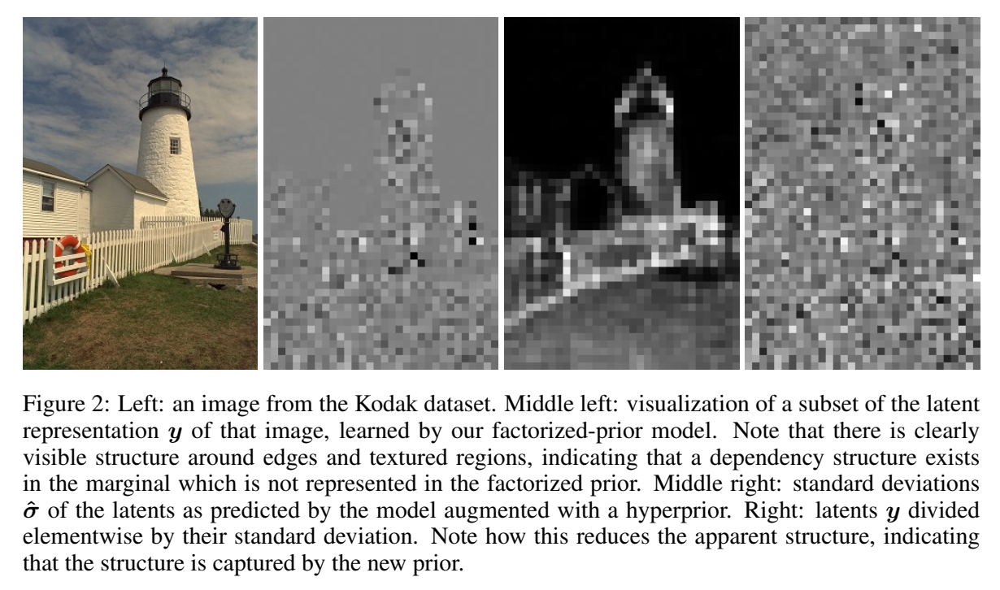 Figure 2: Left: an image from the Kodak dataset. Middle left: visualization of a subset of the latent
representation y of that image, learned by our factorized-prior model. Note that there is clearly
visible structure around edges and textured regions, indicating that a dependency structure exists
in the marginal which is not represented in the factorized prior. Middle right: standard deviations
σ̂ of the latents as predicted by the model augmented with a hyperprior. Right: latents y divided
elementwise by their standard deviation. Note how this reduces the apparent structure, indicating
that the structure is captured by the new prior.